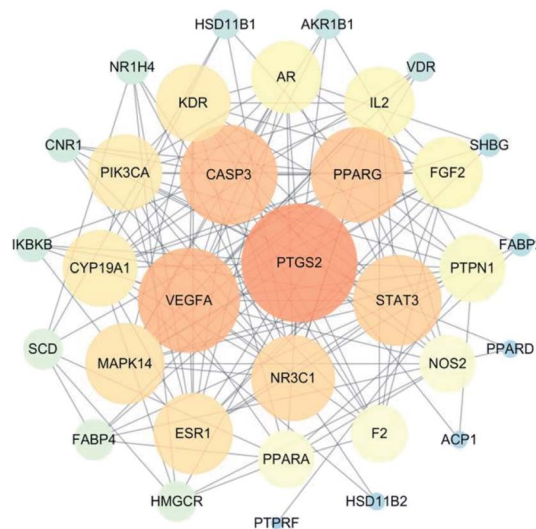 HSD11B1
AKR1B1
NR1H4
AR
VDR
KDR
IL2
CNR1
SHBG
PIK3CA
CASP3
PPARG
FGF2
IKBKB
FABP
CYP19A1
PTGS2
PTPN1
VEGFA
STAT3
SCD
PPARD
MAPK14
NR3C1
NOS2
FABP4
ESR1
F2
ACP1
PPARA
HMGCR
HSD11B2
PTPRF